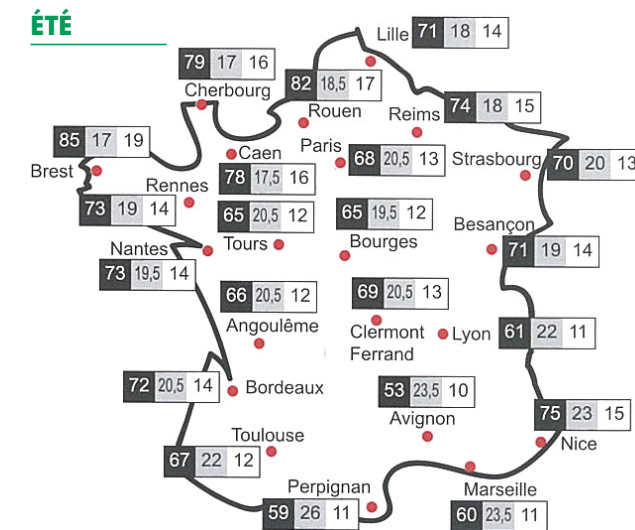 ÉTÉ
Lille 71 18 14
79 17 16
Cherbourg
82 18,5 17
Rouen
Reims
74 18 15
85 17 19
Brest
Caen
78 17,5 16
Paris
68 20,5 13
Strasbourg
70 20 13
Rennes
73 19 14
65 20,5 12
Tours
65 19,5 12
Bourges
Besançon
71 19 14
Nantes
73 19,5 14
66 20,5 12
Angoulême
69 20,5 13
Clermont
Ferrand
Lyon
61 22 11
72 20,5 14
Bordeaux
53 23,5 10
Avignon
75 23 15
Nice
Toulouse
67 22 12
Perpignan
59 26 11
Marseille
60 23,5 11